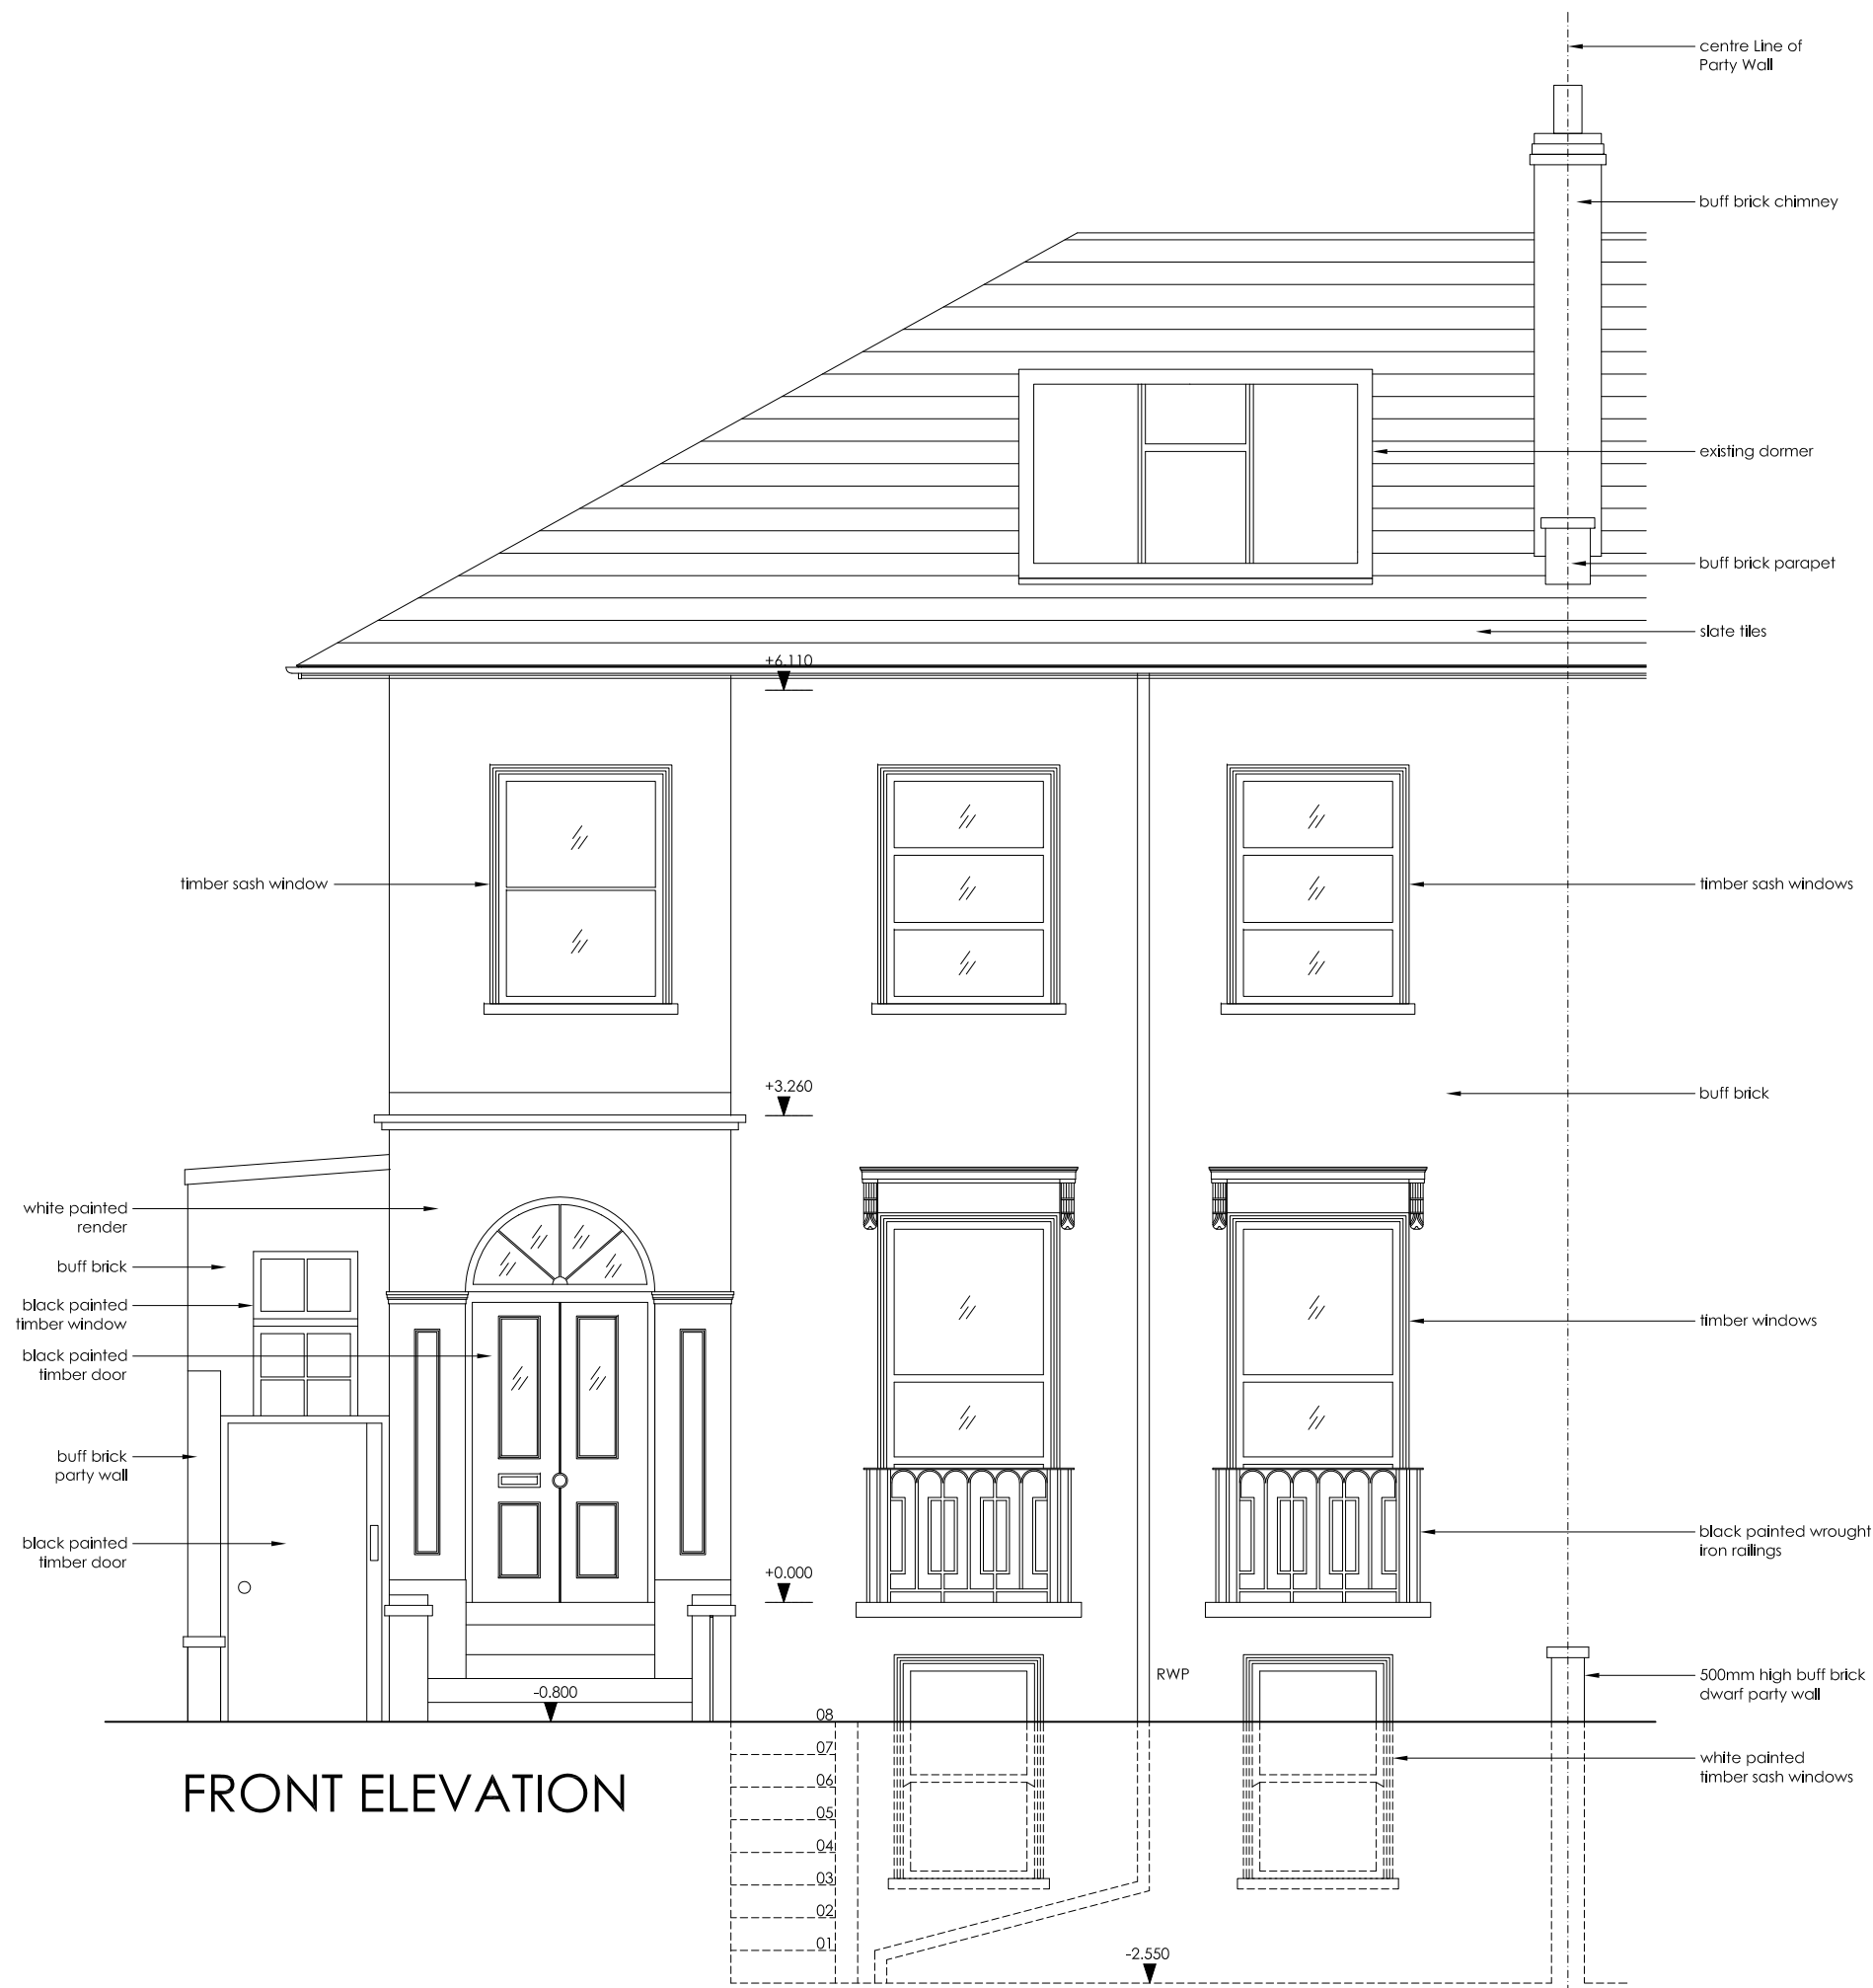 centre Line of
Party Wall
buff brick chimney
existing dormer
buff brick parapet
slate tiles
+6.110
timber sash window
timber sash windows
+3.260
buff brick
white painted
render
buff brick
black painted
timber window
timber windows
black painted
timber door
buff brick
party wall
black painted
timber door
black painted wrought
iron railings
+0.000
RWP
500mm high buff brick
dwarf party wall
-0.800
08
07
06
05
04
03
02
01
white painted
timber sash windows
FRONT ELEVATION
-2.550